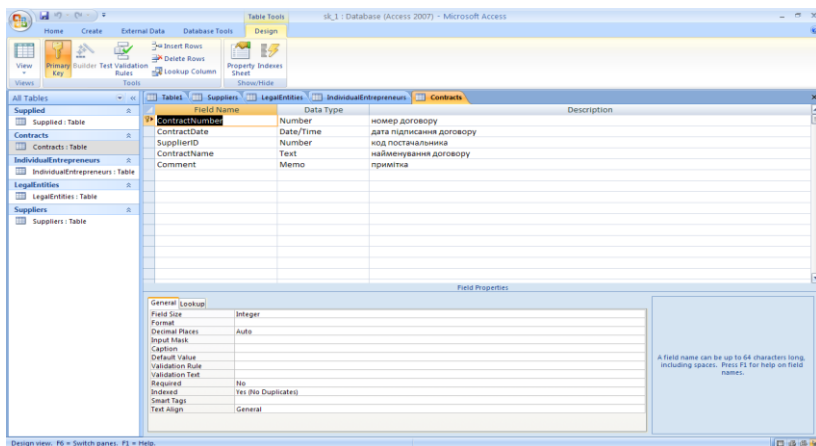 Table Tools
sk_1 : Database (Access 2007) - Microsoft Access
Home Create External Data Database Tools Design
View
Primary Key
Builder
Test Validation Rules
Insert Rows
Delete Rows
Lookup Column
Property Sheet
Indexes
Views Tools Show/Hide
All Tables
Table1 Suppliers LegalEntities IndividualEntrepreneurs Contracts
Supplied
Supplied : Table
Contracts
Contracts : Table
IndividualEntrepreneurs
IndividualEntrepreneurs : Table
LegalEntities
LegalEntities : Table
Suppliers
Suppliers : Table
Field Name Data Type Description
ContractNumber Number номер договору
ContractDate Date/Time дата підписання договору
SupplierID Number код постачальника
ContractName Text найменування договору
Comment Memo примітка
Field Properties
General Lookup
Field Size Integer
Format
Decimal Places Auto
Input Mask
Caption
Default Value
Validation Rule
Validation Text
Required No
Indexed Yes (No Duplicates)
Smart Tags
Text Align General
A field name can be up to 64 characters long,
including spaces. Press F1 for help on field
names.
Design view. F6 = Switch panes. F1 = Help.